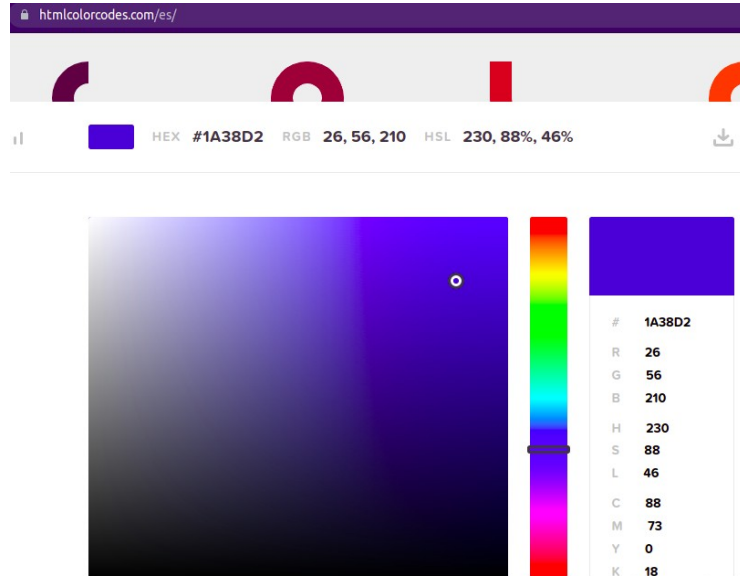 htmlcolorcodes.com/es/
HEX #1A38D2 RGB 26, 56, 210 HSL 230, 88%, 46%
# 1A38D2
R 26
G 56
B 210
H 230
S 88
L 46
C 88
M 73
Y 0
K 18